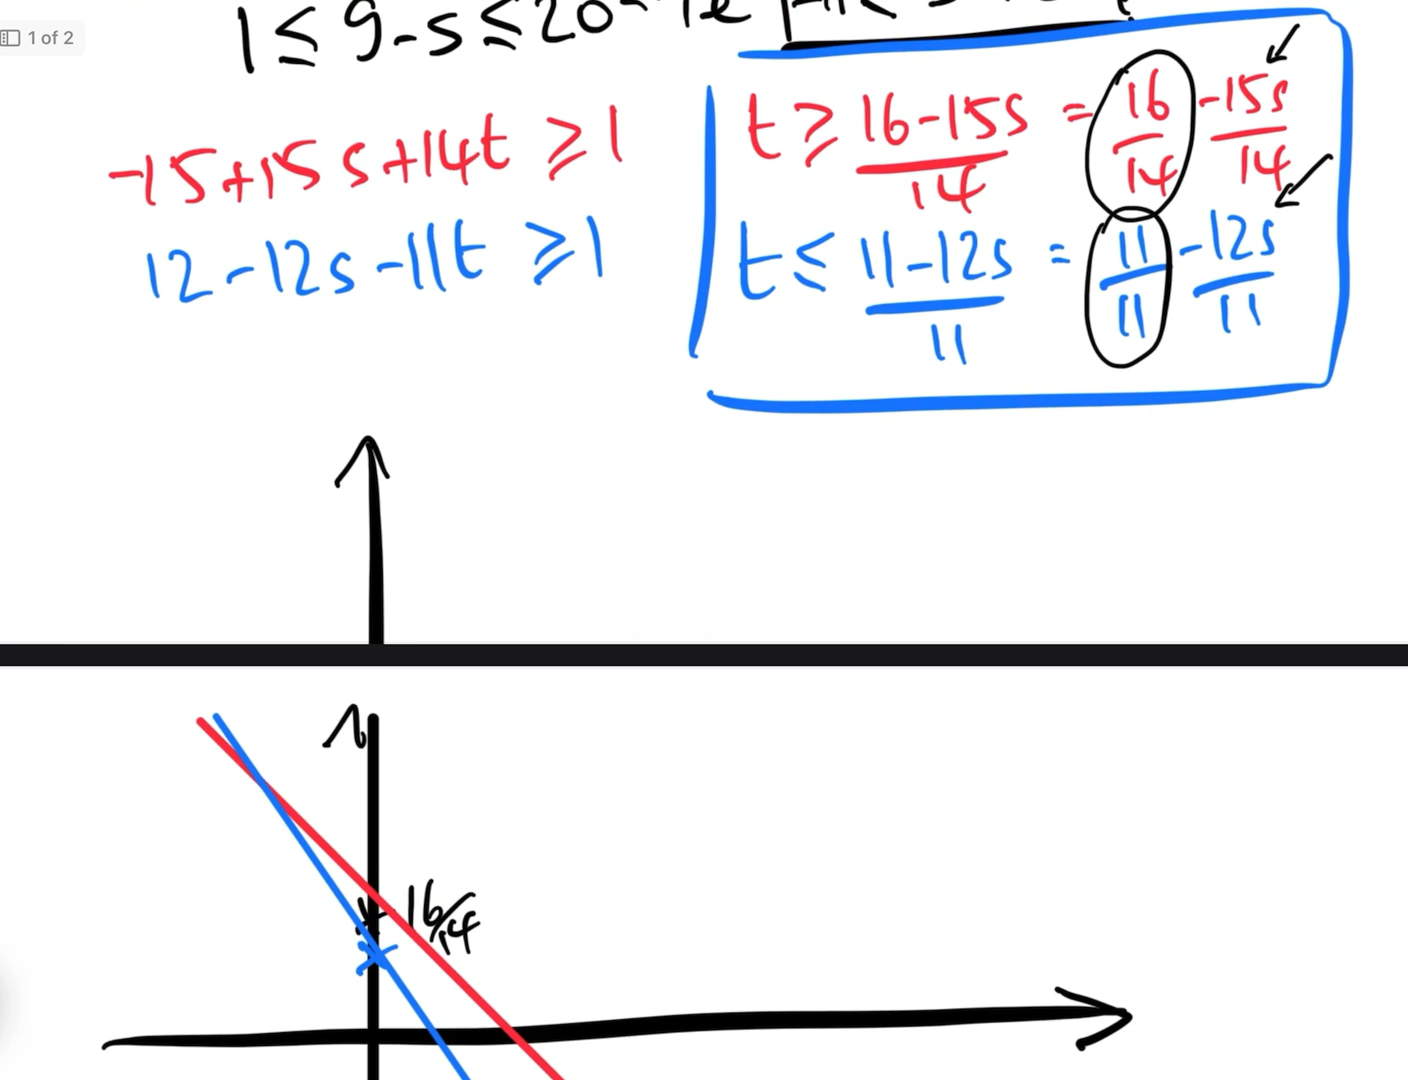 1 of 2
1 ≤ 9-s ≤ 20
-15+15s+14t ≥ 1
12-12s-11t ≥ 1
t ≥ 16-15s/14 = 16/14 -15s/14
t ≤ 11-12s/11 = 11/11 -12s/11
16/14